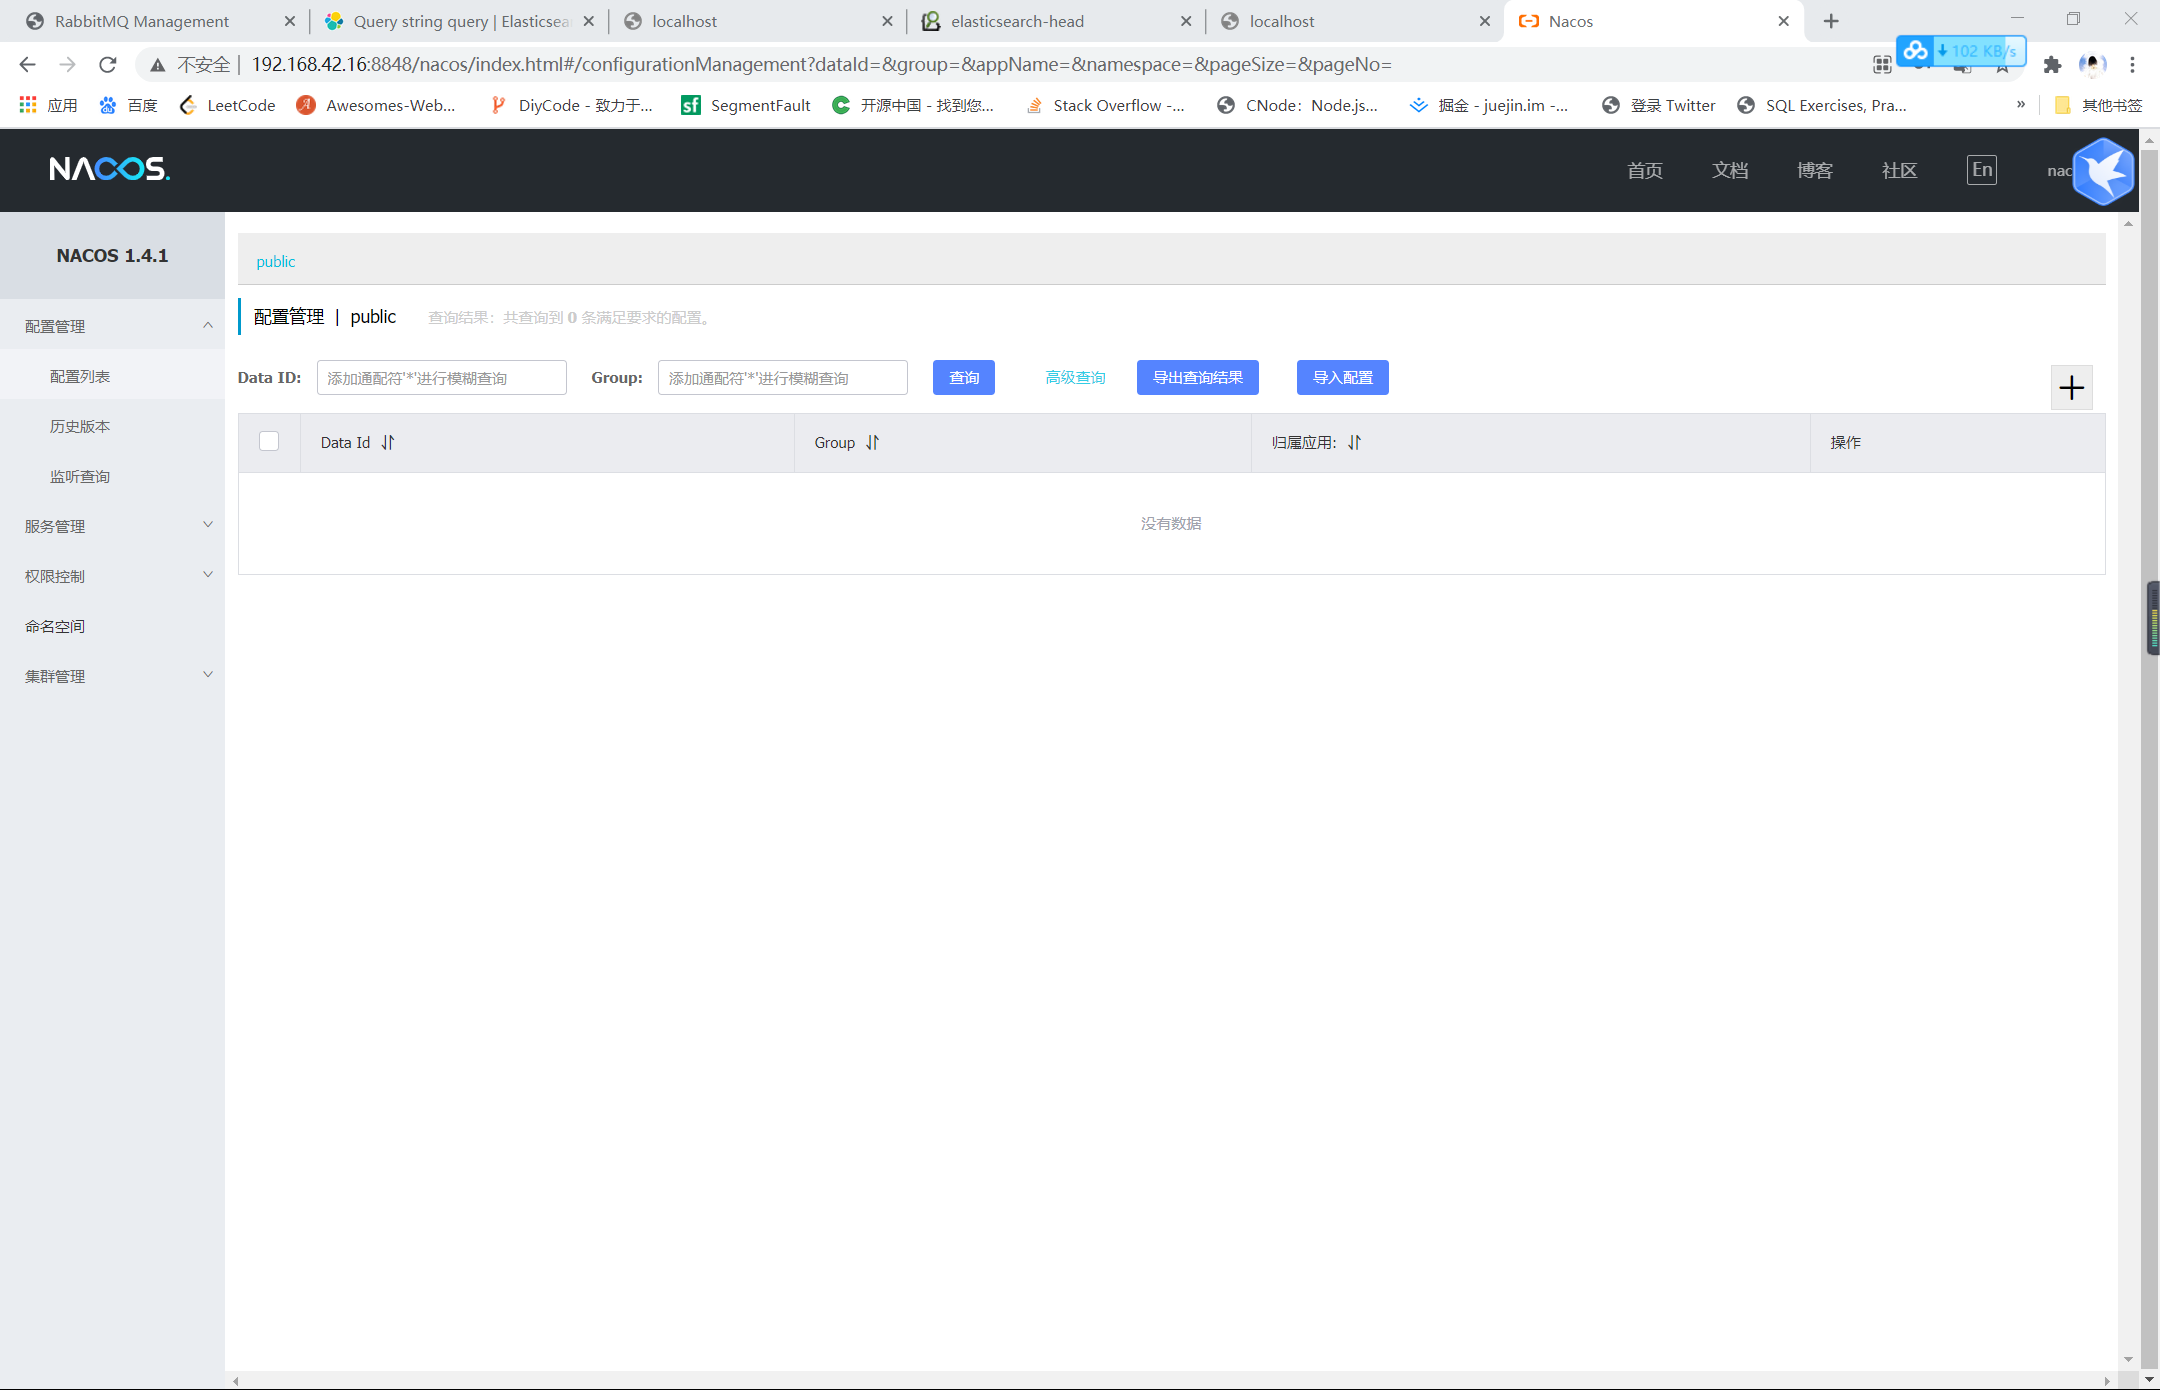 RabbitMQ Management
Query string query | Elasticsea
localhost
elasticsearch-head
localhost
Nacos
不安全 | 192.168.42.16:8848/nacos/index.html#/configurationManagement?dataId=&group=&appName=&namespace=&pageSize=&pageNo=
102 KB/s
应用
百度
LeetCode
Awesomes-Web...
DiyCode - 致力于...
SegmentFault
开源中国 - 找到您...
Stack Overflow -...
CNode：Node.js...
掘金 - juejin.im -...
登录 Twitter
SQL Exercises, Pra...
»
其他书签
NACOS.
首页
文档
博客
社区
En
nac
NACOS 1.4.1
配置管理
配置列表
历史版本
监听查询
服务管理
权限控制
命名空间
集群管理
public
配置管理 | public 查询结果：共查询到 0 条满足要求的配置。
Data ID: 添加通配符'*'进行模糊查询 Group: 添加通配符'*'进行模糊查询 查询 高级查询 导出查询结果 导入配置
Data Id Group 归属应用: 操作
没有数据